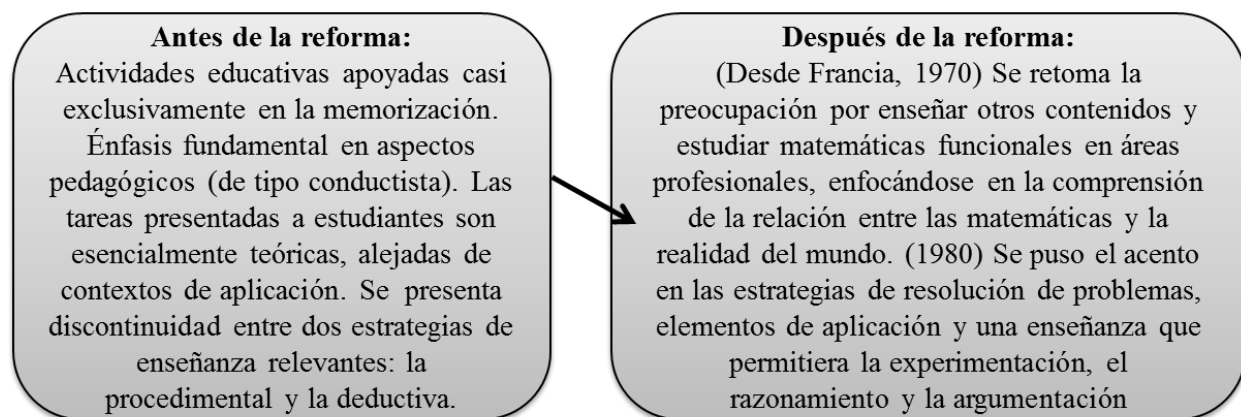 Antes de la reforma:
Actividades educativas apoyadas casi
exclusivamente en la memorización.
Énfasis fundamental en aspectos
pedagógicos (de tipo conductista). Las
tareas presentadas a estudiantes son
esencialmente teóricas, alejadas de
contextos de aplicación. Se presenta
discontinuidad entre dos estrategias de
enseñanza relevantes: la
procedimental y la deductiva.
Después de la reforma:
(Desde Francia, 1970) Se retoma la
preocupación por enseñar otros contenidos y
estudiar matemáticas funcionales en áreas
profesionales, enfocándose en la comprensión
de la relación entre las matemáticas y la
realidad del mundo. (1980) Se puso el acento
en las estrategias de resolución de problemas,
elementos de aplicación y una enseñanza que
permitiera la experimentación, el
razonamiento y la argumentación